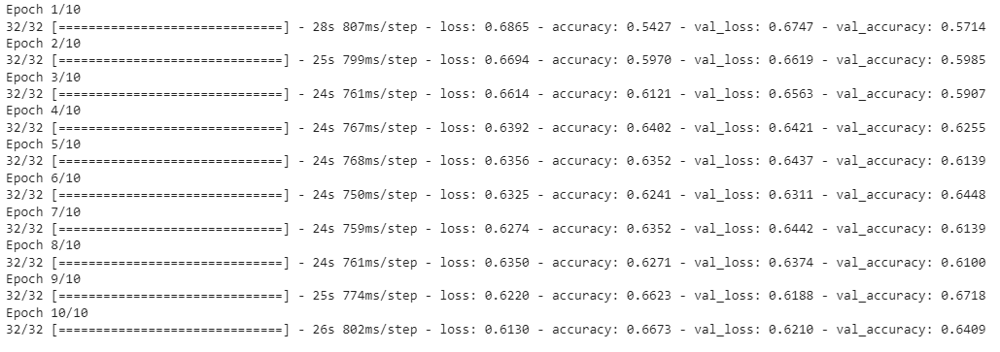 Epoch 1/10
32/32 [==============================] - 28s 807ms/step - loss: 0.6865 - accuracy: 0.5427 - val_loss: 0.6747 - val_accuracy: 0.5714
Epoch 2/10
32/32 [==============================] - 25s 799ms/step - loss: 0.6694 - accuracy: 0.5970 - val_loss: 0.6619 - val_accuracy: 0.5985
Epoch 3/10
32/32 [==============================] - 24s 761ms/step - loss: 0.6614 - accuracy: 0.6121 - val_loss: 0.6563 - val_accuracy: 0.5907
Epoch 4/10
32/32 [==============================] - 24s 767ms/step - loss: 0.6392 - accuracy: 0.6402 - val_loss: 0.6421 - val_accuracy: 0.6255
Epoch 5/10
32/32 [==============================] - 24s 768ms/step - loss: 0.6356 - accuracy: 0.6352 - val_loss: 0.6437 - val_accuracy: 0.6139
Epoch 6/10
32/32 [==============================] - 24s 750ms/step - loss: 0.6325 - accuracy: 0.6241 - val_loss: 0.6311 - val_accuracy: 0.6448
Epoch 7/10
32/32 [==============================] - 24s 759ms/step - loss: 0.6274 - accuracy: 0.6352 - val_loss: 0.6442 - val_accuracy: 0.6139
Epoch 8/10
32/32 [==============================] - 24s 761ms/step - loss: 0.6350 - accuracy: 0.6271 - val_loss: 0.6374 - val_accuracy: 0.6100
Epoch 9/10
32/32 [==============================] - 25s 774ms/step - loss: 0.6220 - accuracy: 0.6623 - val_loss: 0.6188 - val_accuracy: 0.6718
Epoch 10/10
32/32 [==============================] - 26s 802ms/step - loss: 0.6130 - accuracy: 0.6673 - val_loss: 0.6210 - val_accuracy: 0.6409